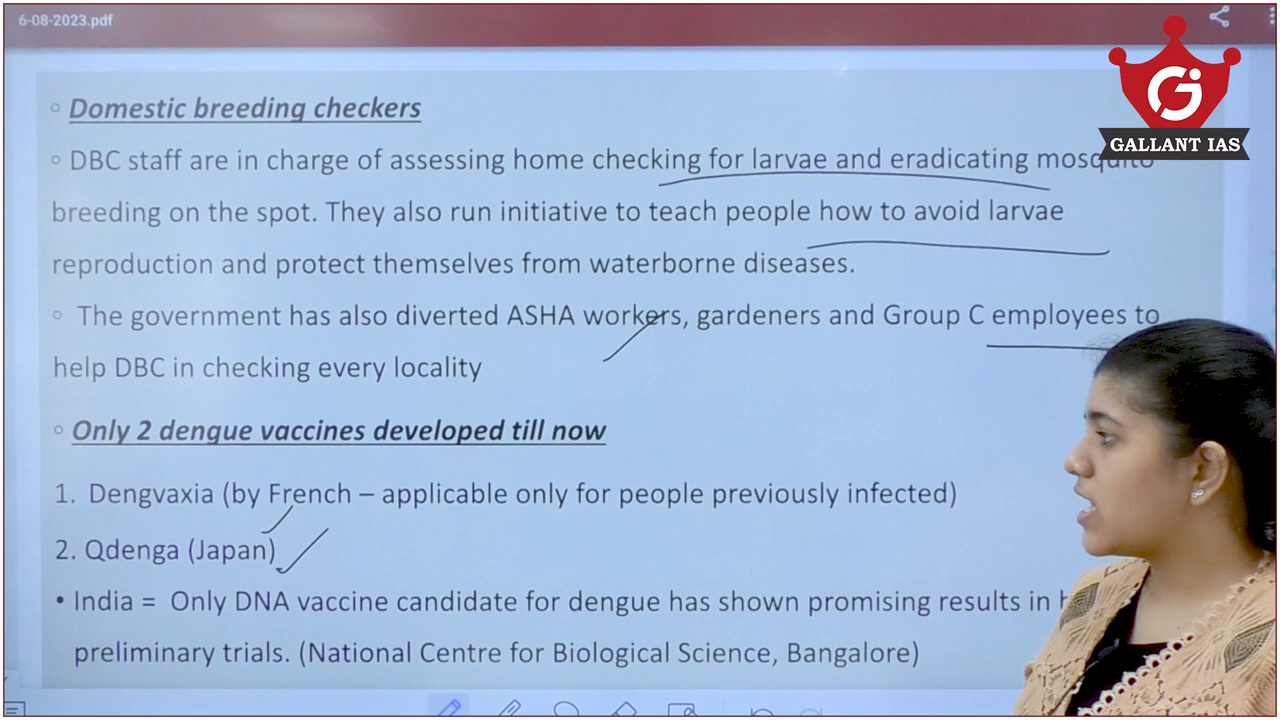 6-08-2023.pdf
GALLANT IAS
Domestic breeding checkers
DBC staff are in charge of assessing home checking for larvae and eradicating mosquito
breeding on the spot. They also run initiative to teach people how to avoid larvae
reproduction and protect themselves from waterborne diseases.
The government has also diverted ASHA workers, gardeners and Group C employees to
help DBC in checking every locality
Only 2 dengue vaccines developed till now
1. Dengvaxia (by French – applicable only for people previously infected)
2. Qdenga (Japan)
• India = Only DNA vaccine candidate for dengue has shown promising results in
preliminary trials. (National Centre for Biological Science, Bangalore)